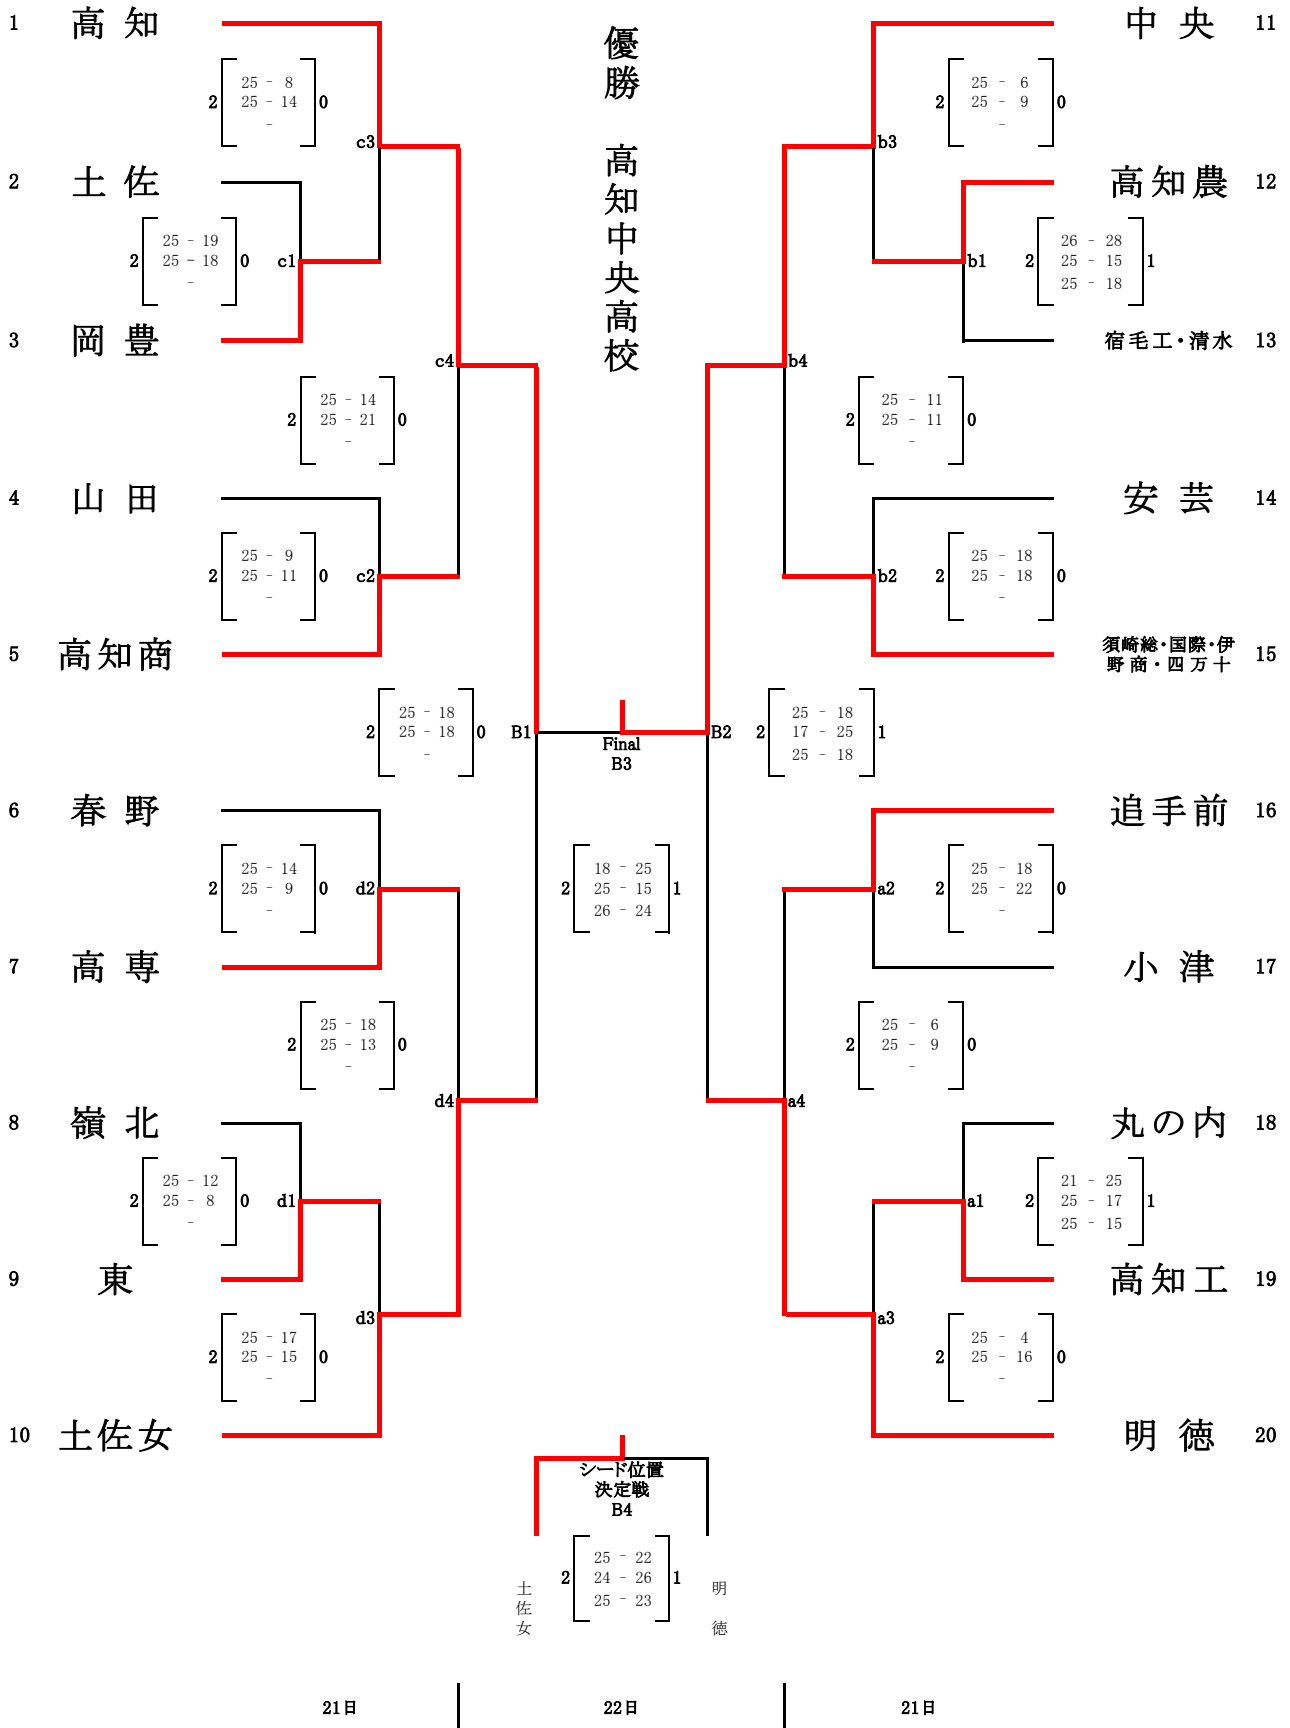 優勝 高知中央高校
1 高知
25 - 8
2 25 - 14 0
-
c3
2 土佐
25 - 19
2 25 - 18 0
-
c1
3 岡豊
c4
25 - 14
2 25 - 21 0
-
4 山田
25 - 9
2 25 - 11 0
-
c2
5 高知商
25 - 18
2 25 - 18 0
-
B1
6 春野
25 - 14
2 25 - 9 0
-
d2
7 高専
25 - 18
2 25 - 13 0
-
d4
8 嶺北
25 - 12
2 25 - 8 0
-
d1
9 東
d3
25 - 17
2 25 - 15 0
-
10 土佐女
Final
B3
18 - 25
2 25 - 15 1
26 - 24
中央 11
25 - 6
2 25 - 9 0
-
b3
高知農 12
26 - 28
b1 2 25 - 15 1
25 - 18
宿毛工・清水 13
b4
25 - 11
2 25 - 11 0
-
安芸 14
25 - 18
b2 2 25 - 18 0
-
須崎総・国際・伊
野商・四万十 15
25 - 18
B2 2 17 - 25 1
25 - 18
追手前 16
25 - 18
a2 2 25 - 22 0
-
小津 17
25 - 6
2 25 - 9 0
-
a4
丸の内 18
21 - 25
a1 2 25 - 17 1
25 - 15
高知工 19
a3
25 - 4
2 25 - 16 0
-
明徳 20
シード位置
決定戦
B4
25 - 22
2 24 - 26 1
25 - 23
土佐女
明徳
21日 22日 21日